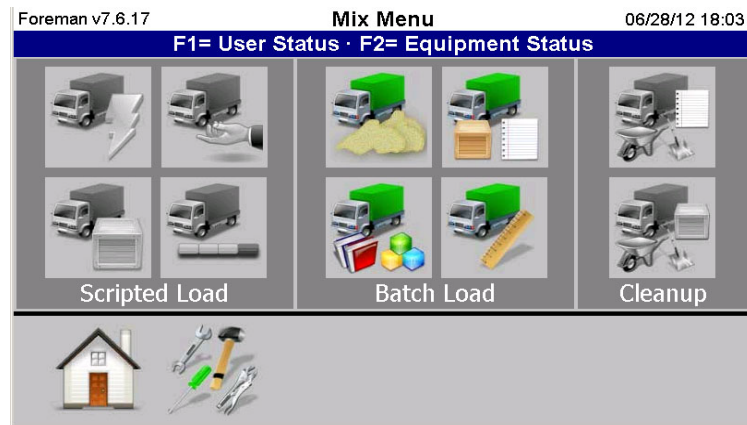 Foreman v7.6.17 Mix Menu 06/28/12 18:03
F1= User Status · F2= Equipment Status
Scripted Load Batch Load Cleanup